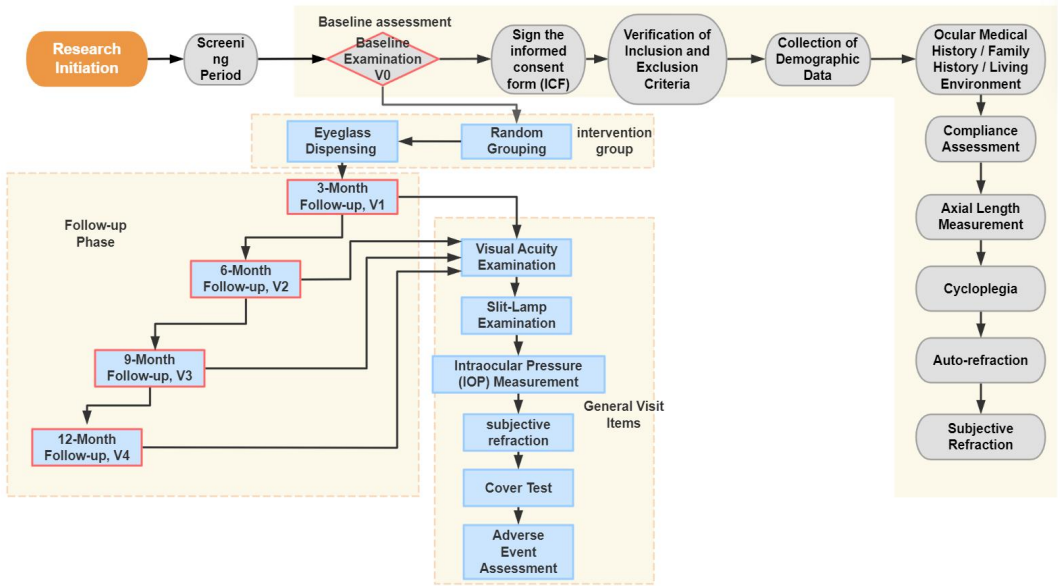 Baseline assessment
Research
Initiation
Screeni
ng
Period
Baseline
Examination
V0
Sign the
informed
consent
form (ICF)
Verification of
Inclusion and
Exclusion
Criteria
Collection of
Demographic
Data
Ocular Medical
History / Family
History / Living
Environment
Compliance
Assessment
Axial Length
Measurement
Cycloplegia
Auto-refraction
Subjective
Refraction
Eyeglass
Dispensing
Random
Grouping
intervention
group
Follow-up
Phase
3-Month
Follow-up, V1
6-Month
Follow-up, V2
9-Month
Follow-up, V3
12-Month
Follow-up, V4
Visual Acuity
Examination
Slit-Lamp
Examination
Intraocular Pressure
(IOP) Measurement
General Visit
Items
subjective
refraction
Cover Test
Adverse
Event
Assessment